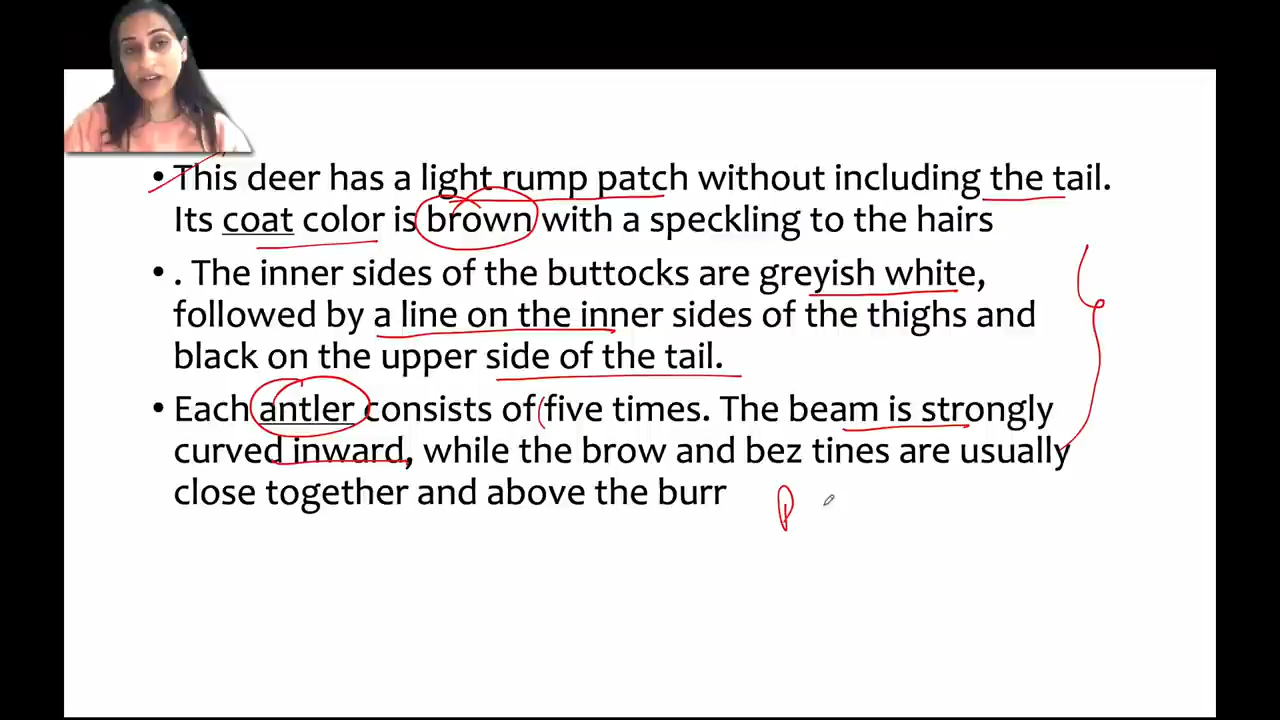 • This deer has a light rump patch without including the tail.
Its coat color is brown with a speckling to the hairs
• . The inner sides of the buttocks are greyish white,
followed by a line on the inner sides of the thighs and
black on the upper side of the tail.
• Each antler consists of five times. The beam is strongly
curved inward, while the brow and bez tines are usually
close together and above the burr